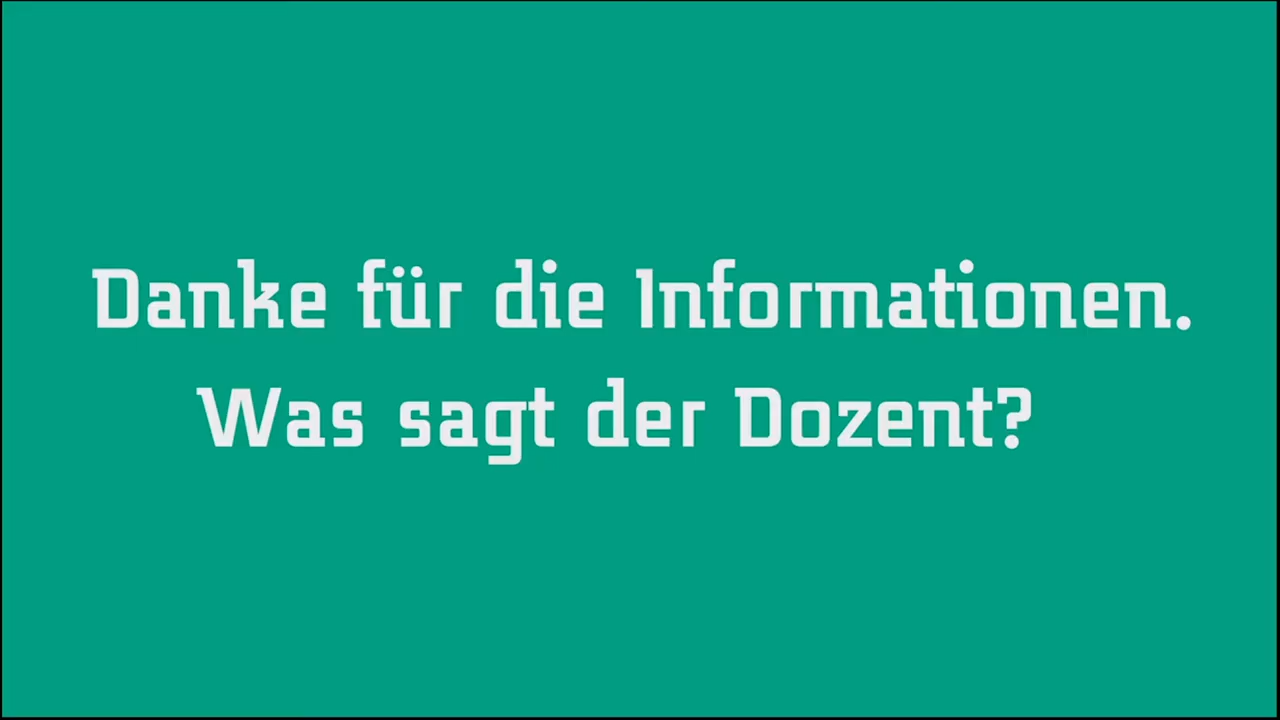 Danke für die Informationen.
Was sagt der Dozent?